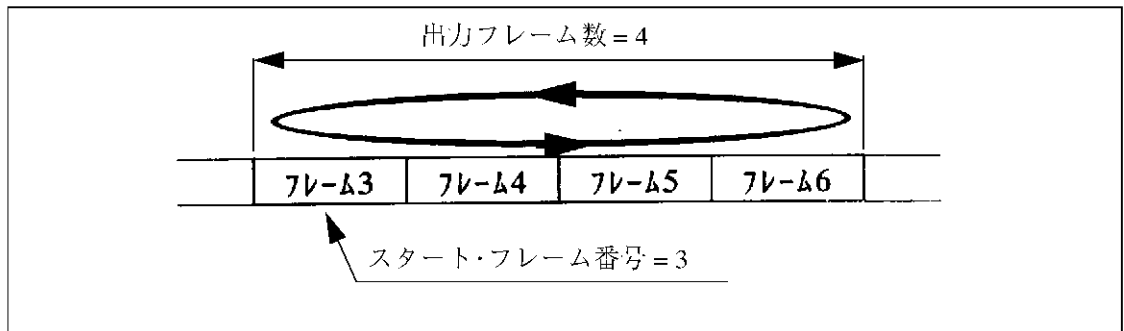 出力フレーム数 = 4
フレーム3 フレーム4 フレーム5 フレーム6
スタート・フレーム番号 = 3